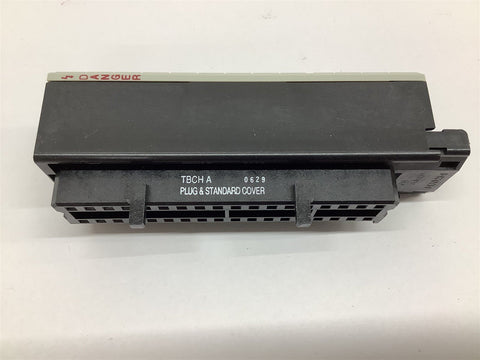 DANGER
TBCH A 0629
PLUG & STANDARD COVER